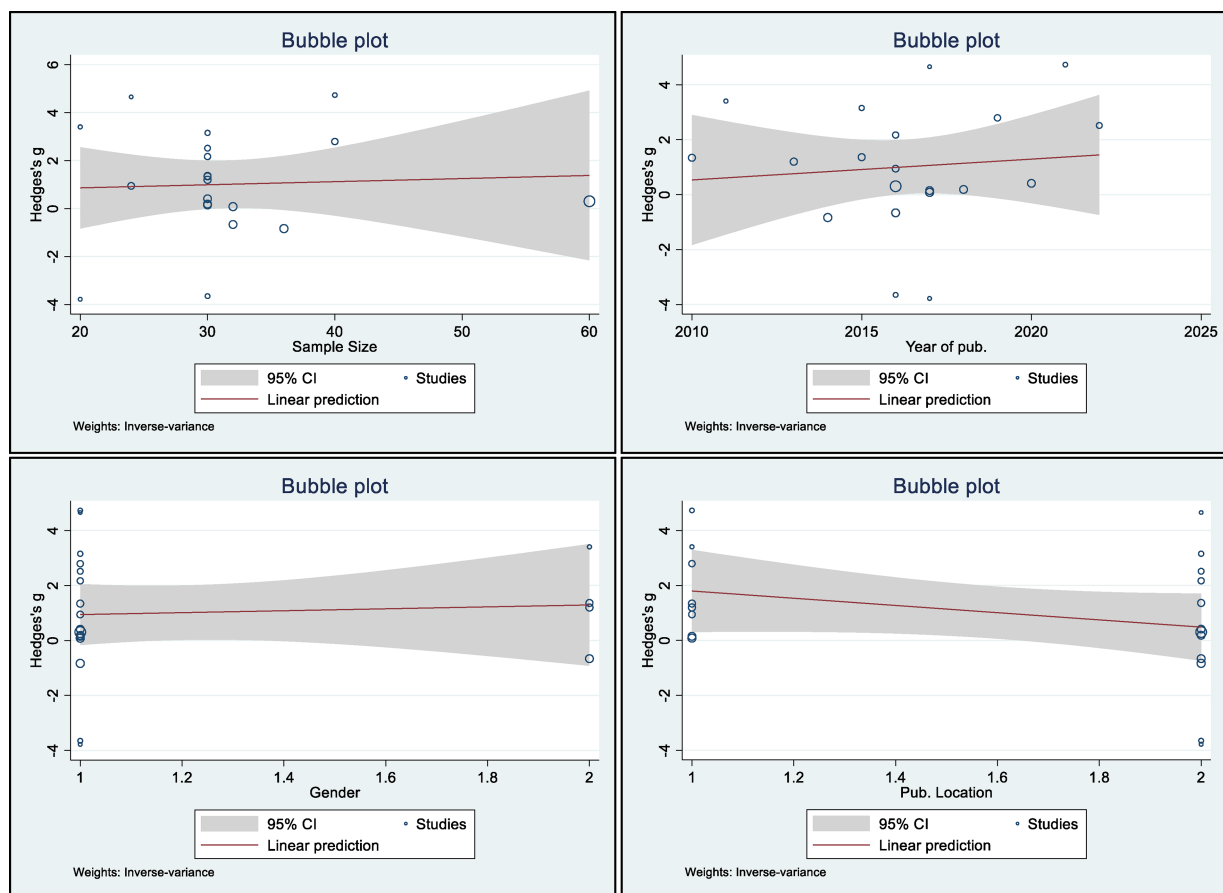 Bubble plot
Hedges's g
6
4
2
0
-2
-4
20 30 40 50 60
Sample Size
95% CI Studies
Linear prediction
Weights: Inverse-variance
Bubble plot
Hedges's g
4
2
0
-2
-4
2010 2015 2020 2025
Year of pub.
95% CI Studies
Linear prediction
Weights: Inverse-variance
Bubble plot
Hedges's g
4
2
0
-2
-4
1 1.2 1.4 1.6 1.8 2
Gender
95% CI Studies
Linear prediction
Weights: Inverse-variance
Bubble plot
Hedges's g
4
2
0
-2
-4
1 1.2 1.4 1.6 1.8 2
Pub. Location
95% CI Studies
Linear prediction
Weights: Inverse-variance